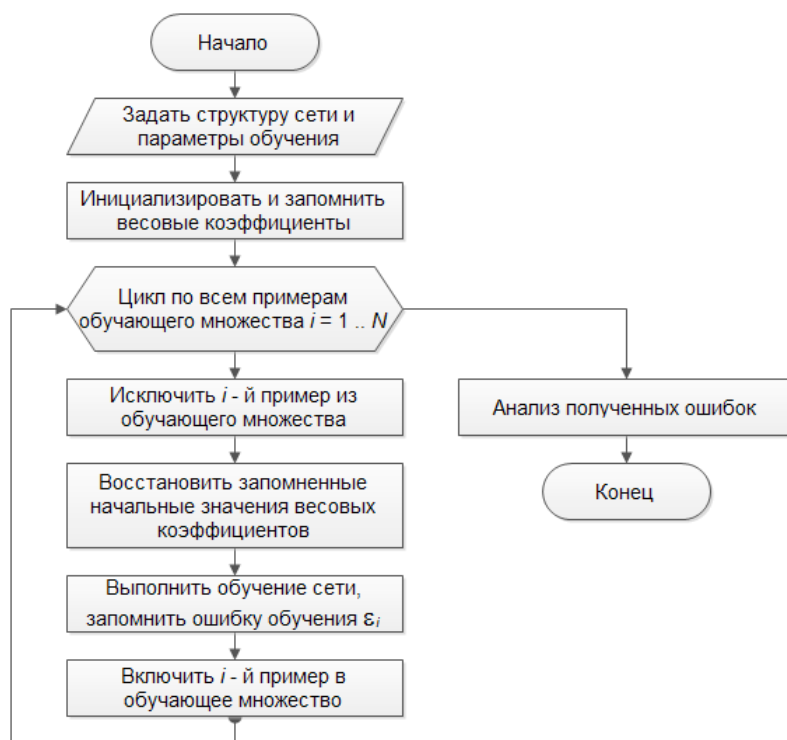 Начало
Задать структуру сети и
параметры обучения
Инициализировать и запомнить
весовые коэффициенты
Цикл по всем примерам
обучающего множества i = 1 .. N
Исключить i - й пример из
обучающего множества
Восстановить запомненные
начальные значения весовых
коэффициентов
Выполнить обучение сети,
запомнить ошибку обучения εi
Включить i - й пример в
обучающее множество
Анализ полученных ошибок
Конец